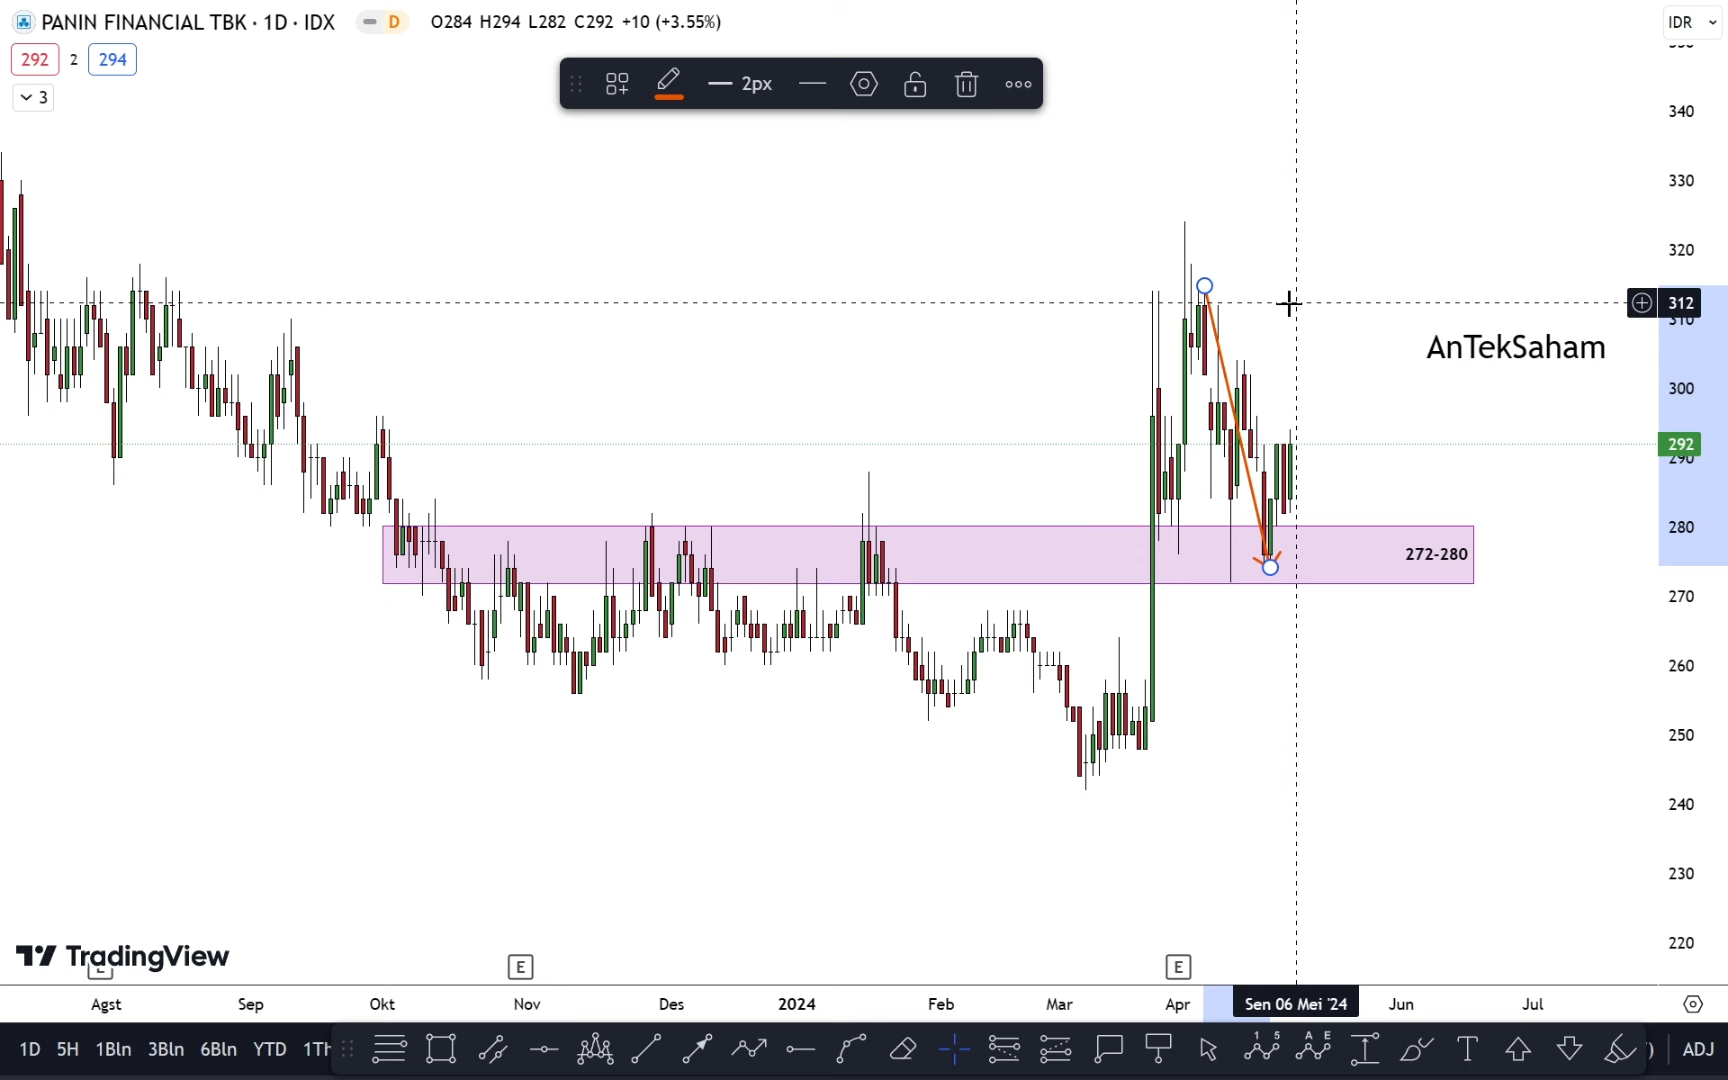 PANIN FINANCIAL TBK · 1D · IDX
D
O284 H294 L282 C292 +10 (+3.55%)
IDR
292
2
294
3
2px
340
330
320
312
310
AnTekSaham
300
292
290
280
272-280
270
260
250
240
230
220
TradingView
E
E
Agst
Sep
Okt
Nov
Des
2024
Feb
Mar
Apr
Sen 06 Mei '24
Jun
Jul
1D
5H
1Bln
3Bln
6Bln
YTD
ADJ